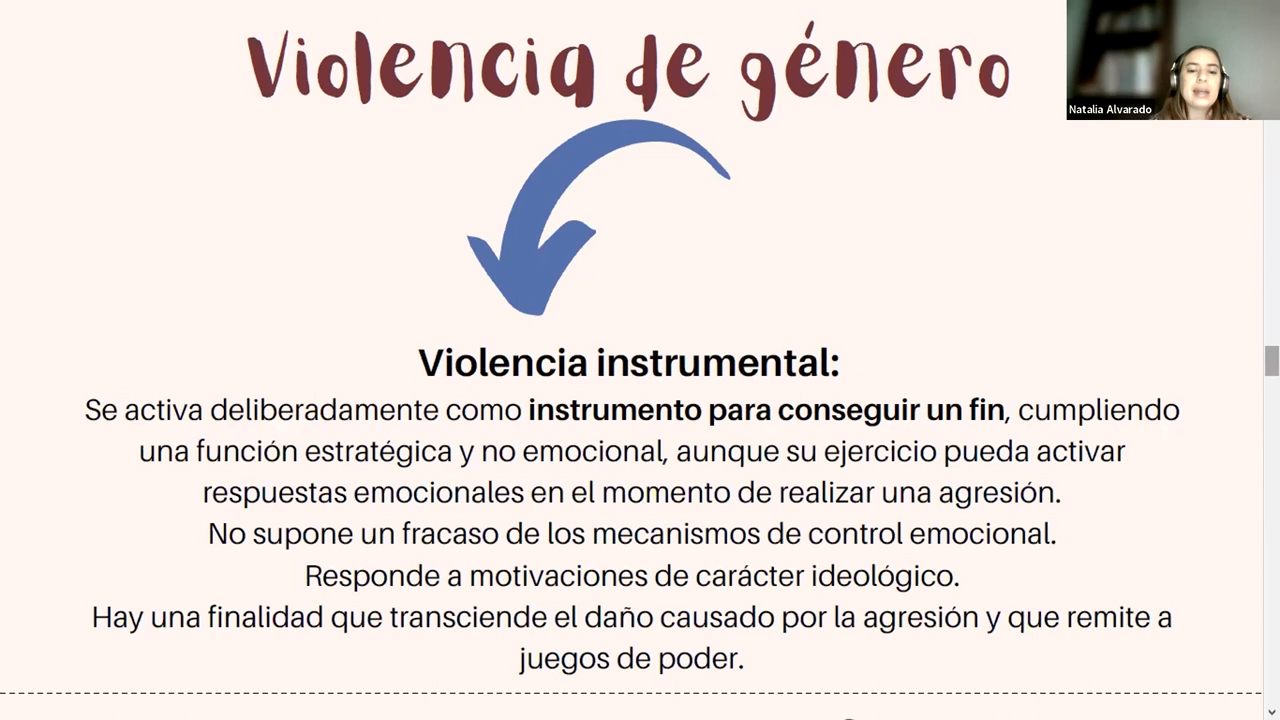 Violencia de género
Natalia Alvarado
Violencia instrumental:
Se activa deliberadamente como instrumento para conseguir un fin, cumpliendo
una función estratégica y no emocional, aunque su ejercicio pueda activar
respuestas emocionales en el momento de realizar una agresión.
No supone un fracaso de los mecanismos de control emocional.
Responde a motivaciones de carácter ideológico.
Hay una finalidad que transciende el daño causado por la agresión y que remite a
juegos de poder.